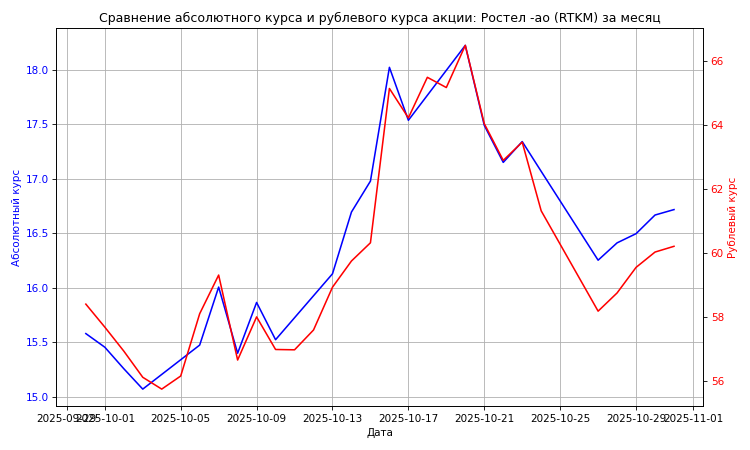 Сравнение абсолютного курса и рублевого курса акции: Ростел -ао (RTKM) за месяц
Абсолютный курс
18.0
17.5
17.0
16.5
16.0
15.5
15.0
66
64
62
60
58
56
Рублевый курс
2025-09-29 2025-10-01 2025-10-05 2025-10-09 2025-10-13 2025-10-17 2025-10-21 2025-10-25 2025-10-29 2025-11-01
Дата